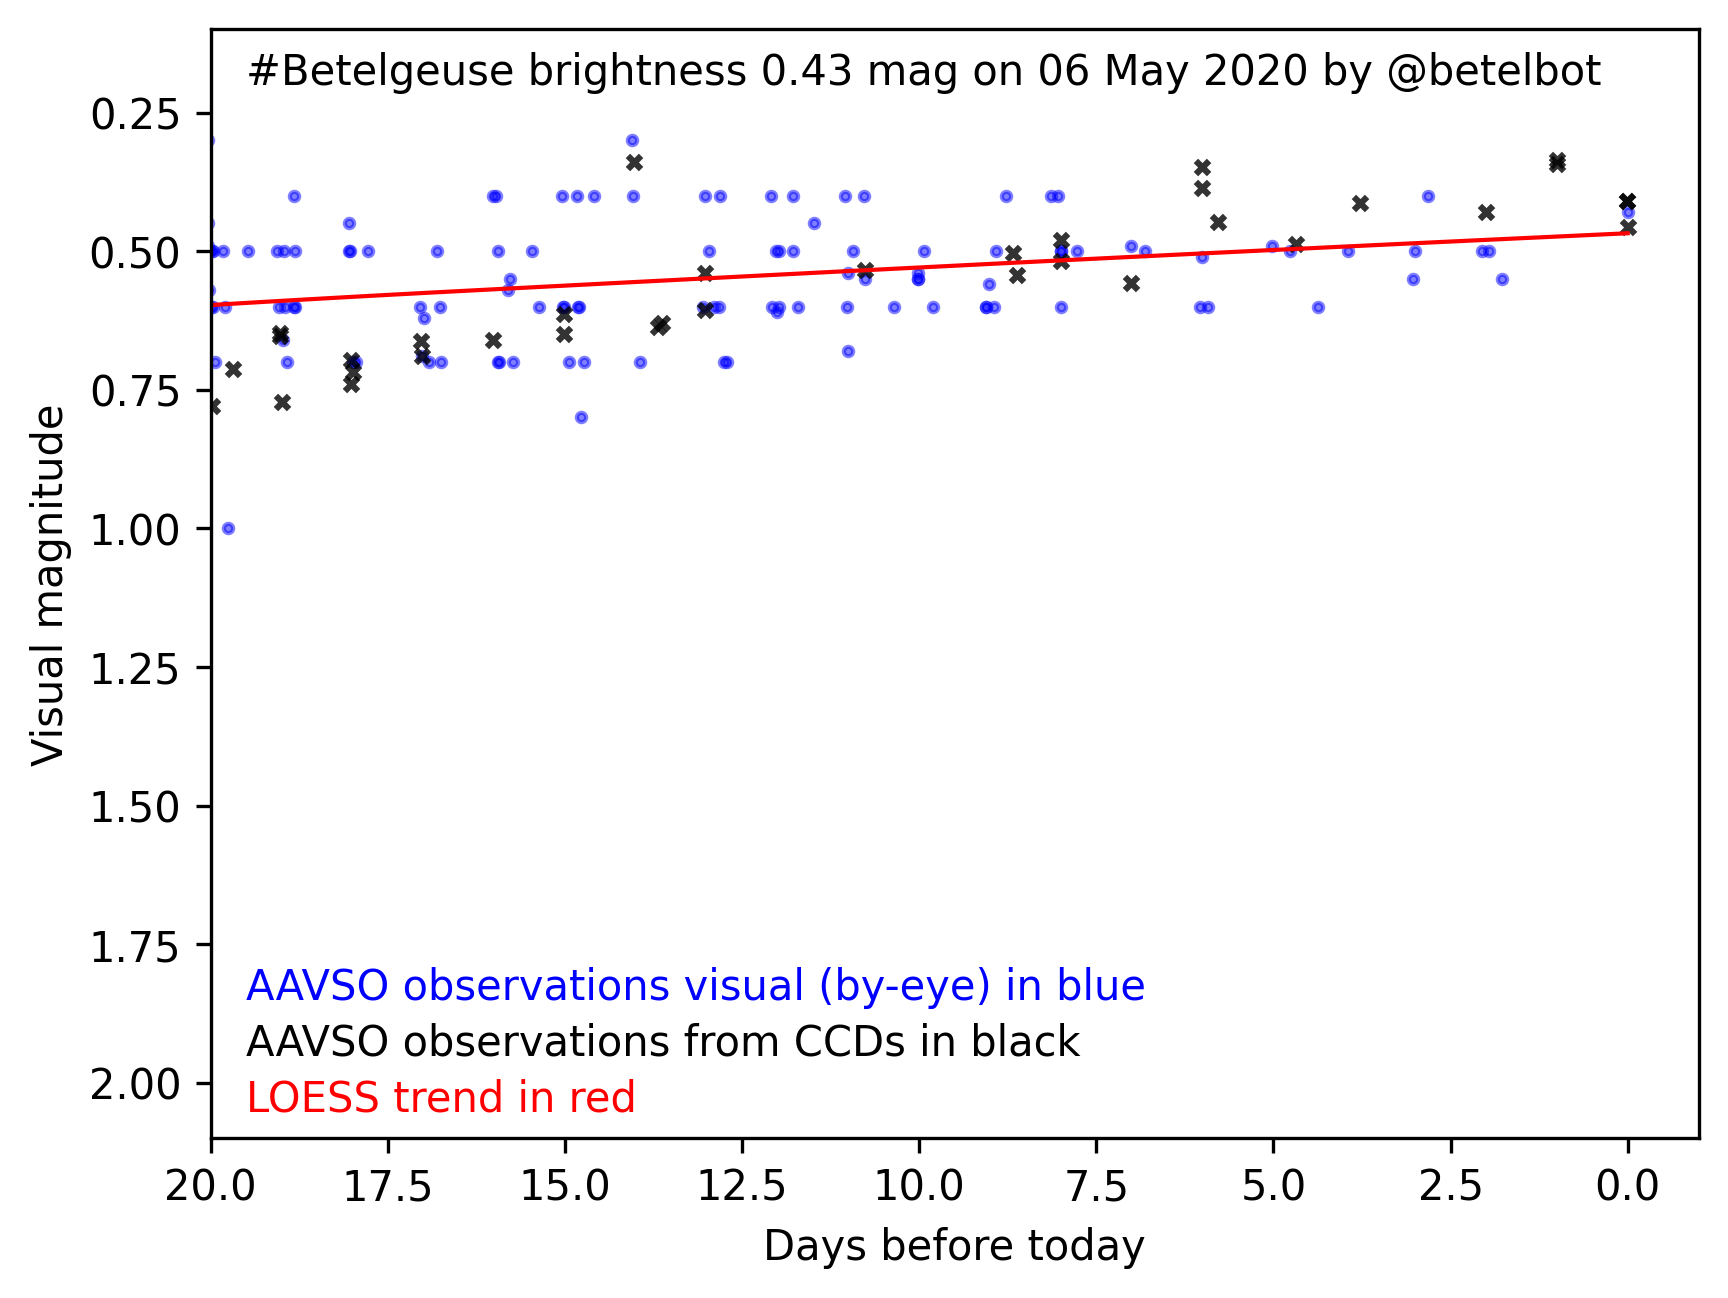 #Betelgeuse brightness 0.43 mag on 06 May 2020 by @betelbot
0.25
0.50
0.75
1.00
1.25
1.50
1.75
2.00
Visual magnitude
AAVSO observations visual (by-eye) in blue
AAVSO observations from CCDs in black
LOESS trend in red
20.0 17.5 15.0 12.5 10.0 7.5 5.0 2.5 0.0
Days before today